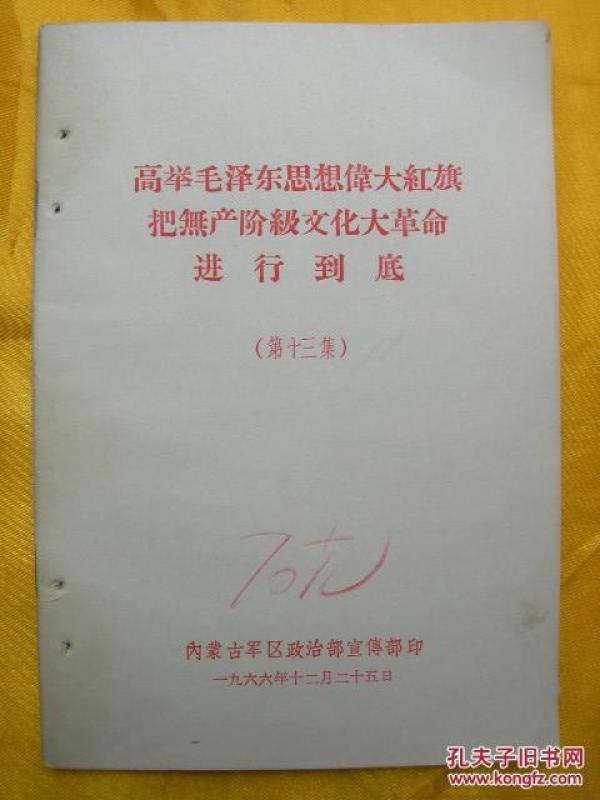 高举毛泽东思想偉大紅旗
把無产阶級文化大革命
进行到底
(第十三集)
內蒙古军区政治部宣傳部印
一九六六年十二月二十五日
孔夫子旧书网
www.kongfz.com